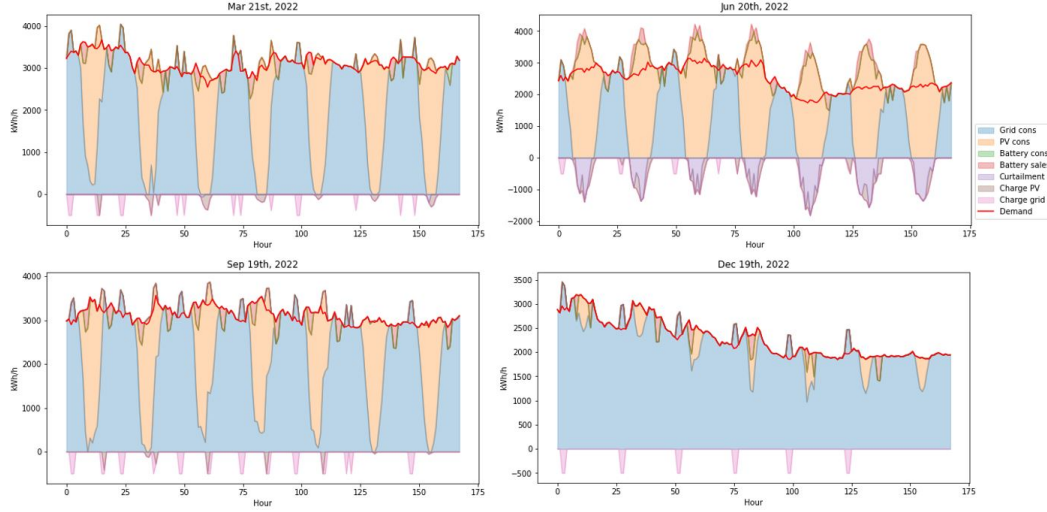 Mar 21st, 2022
kWh/h
4000
3000
2000
1000
0
0 25 50 75 100 125 150 175
Hour
Jun 20th, 2022
kWh/h
4000
3000
2000
1000
0
−1000
−2000
0 25 50 75 100 125 150 175
Hour
Grid cons
PV cons
Battery cons
Battery sales
Curtailment
Charge PV
Charge grid
Demand
Sep 19th, 2022
kWh/h
4000
3000
2000
1000
0
0 25 50 75 100 125 150 175
Hour
Dec 19th, 2022
kWh/h
3500
3000
2500
2000
1500
1000
500
0
−500
0 25 50 75 100 125 150 175
Hour